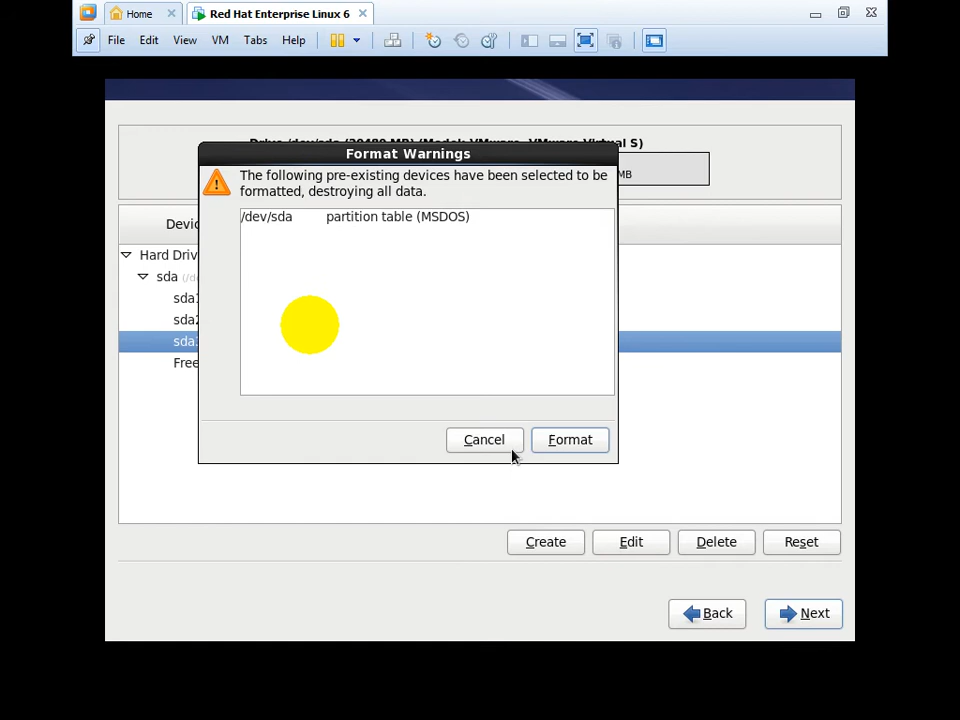 Home
Red Hat Enterprise Linux 6
File Edit View VM Tabs Help
Format Warnings
The following pre-existing devices have been selected to be
formatted, destroying all data.
/dev/sda partition table (MSDOS)
MB
Devic
Hard Driv
sda
sda1
sda2
sda3
Free
Cancel Format
Create Edit Delete Reset
Back Next